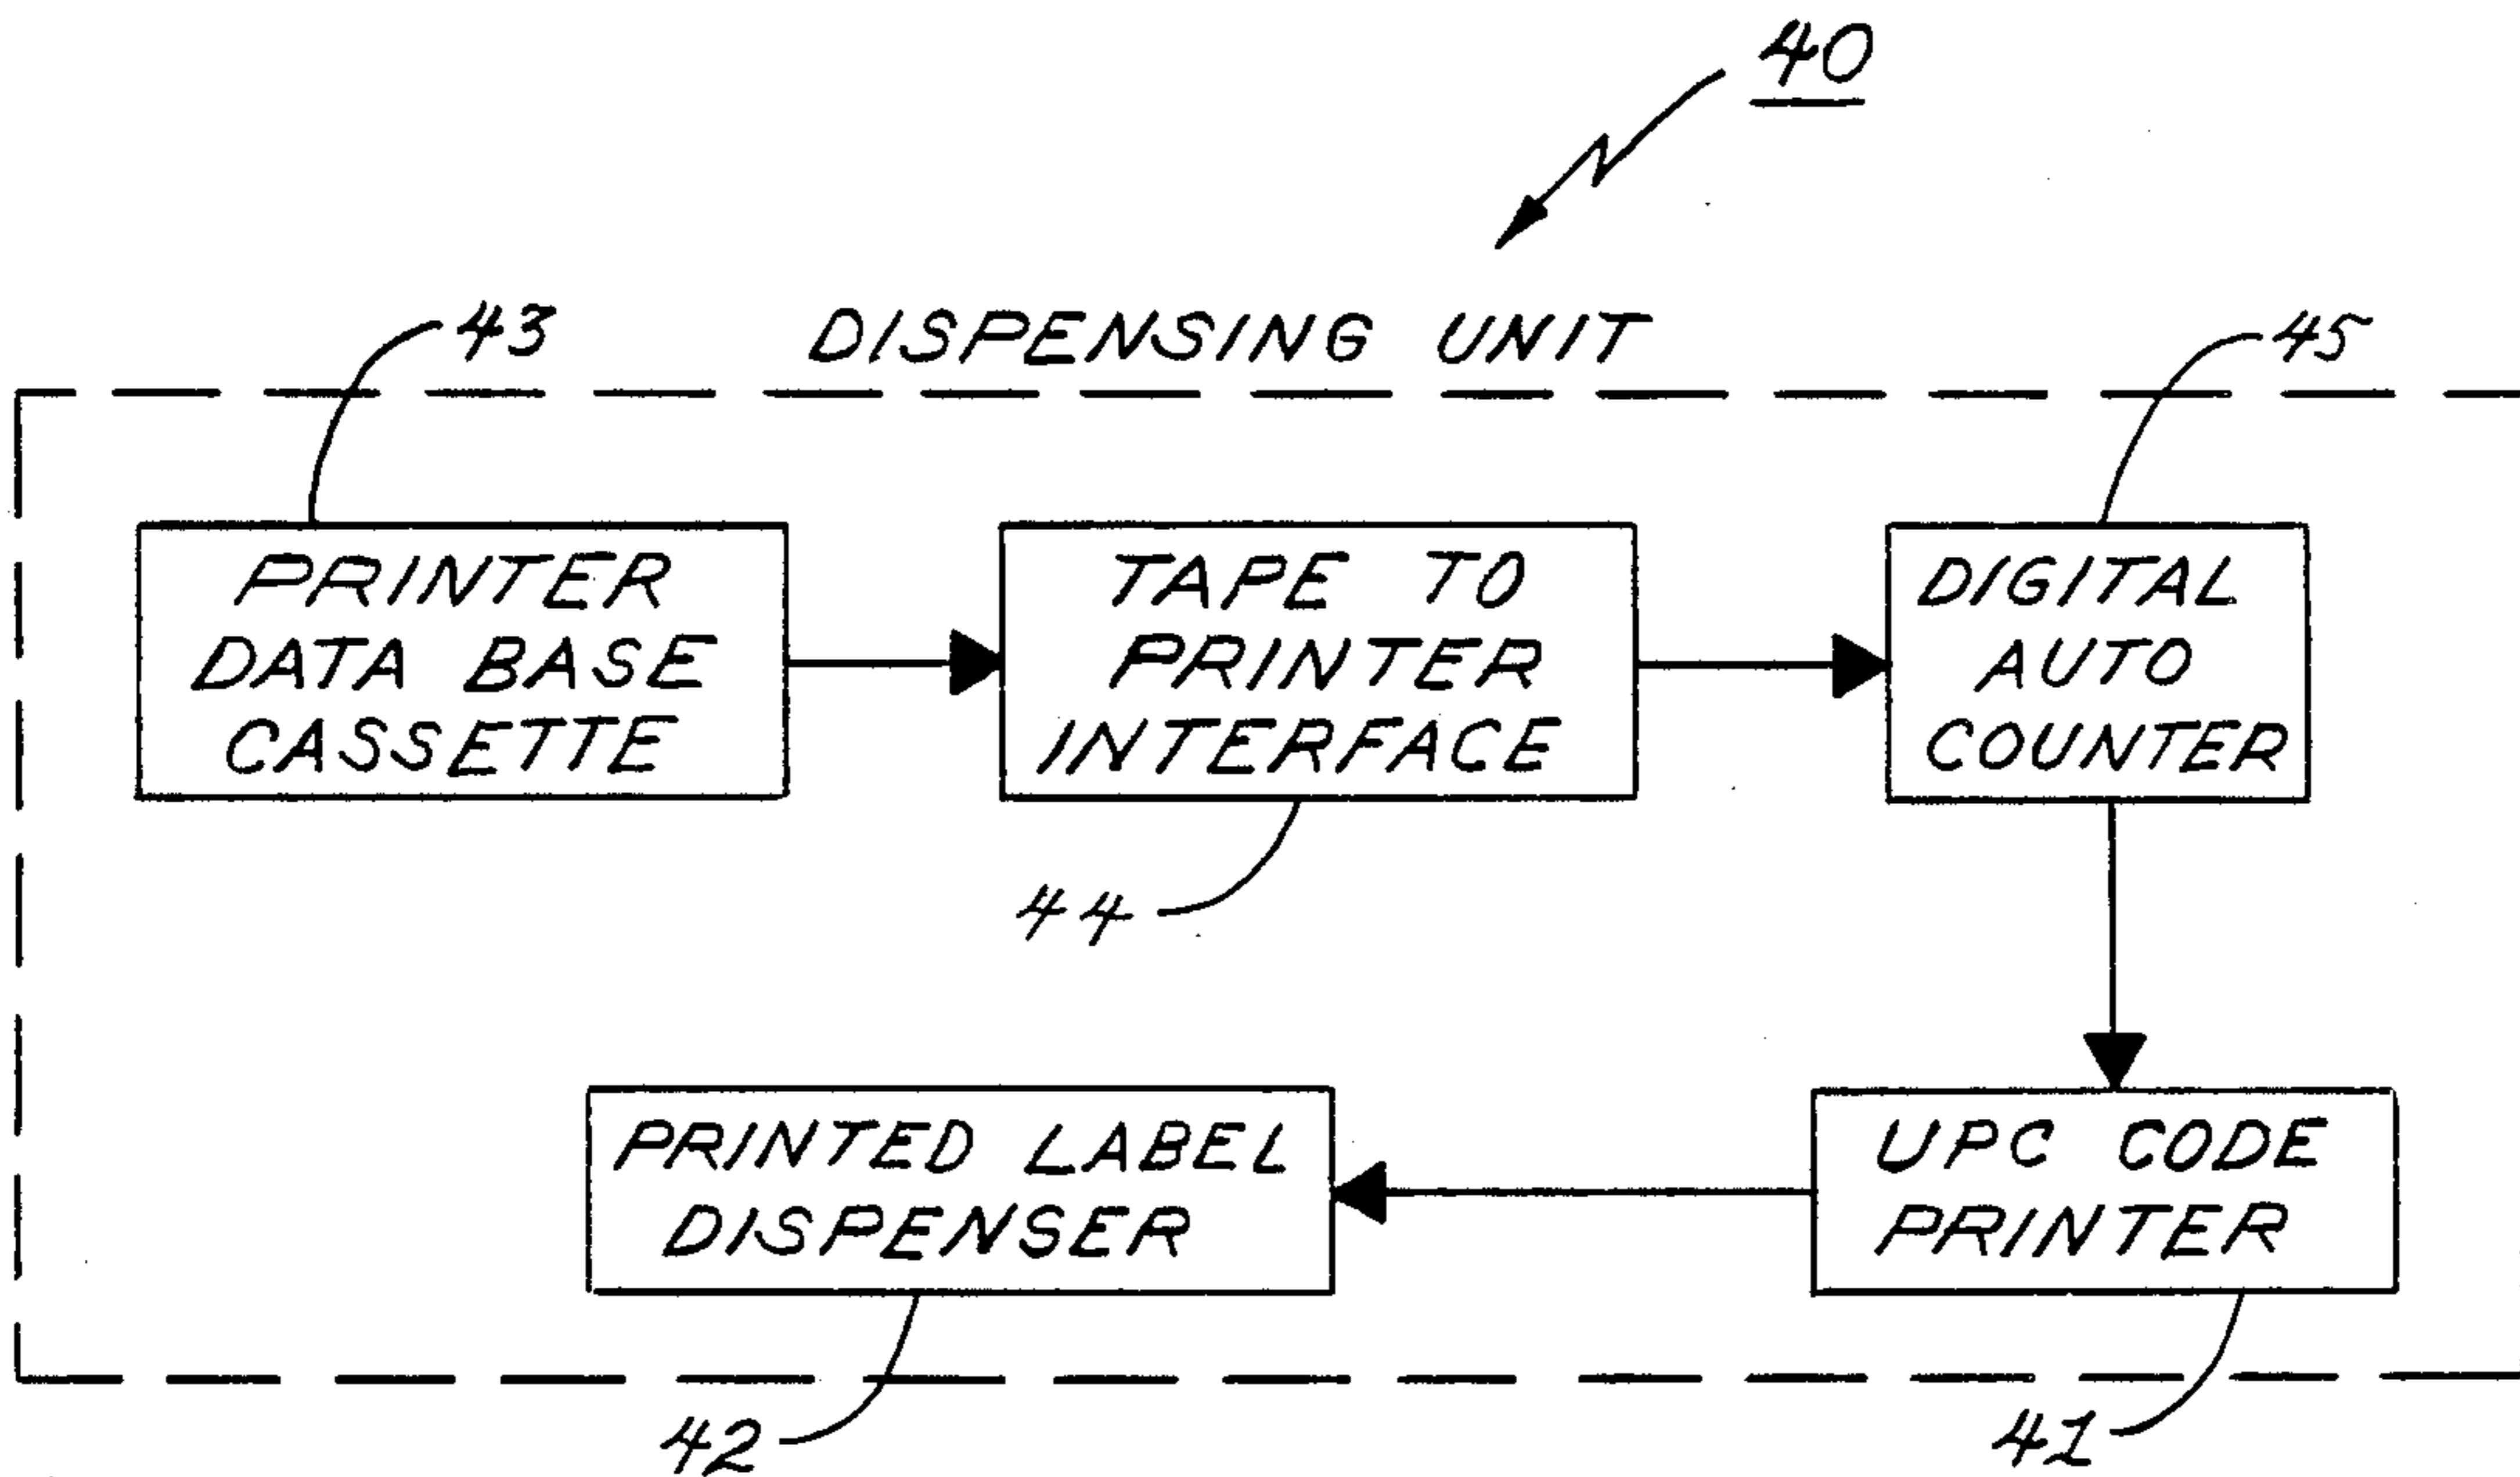 40
43
DISPENSING UNIT
45
PRINTER
DATA BASE
CASSETTE
TAPE TO
PRINTER
INTERFACE
DIGITAL
AUTO
COUNTER
44
PRINTED LABEL
DISPENSER
UPC CODE
PRINTER
42
41